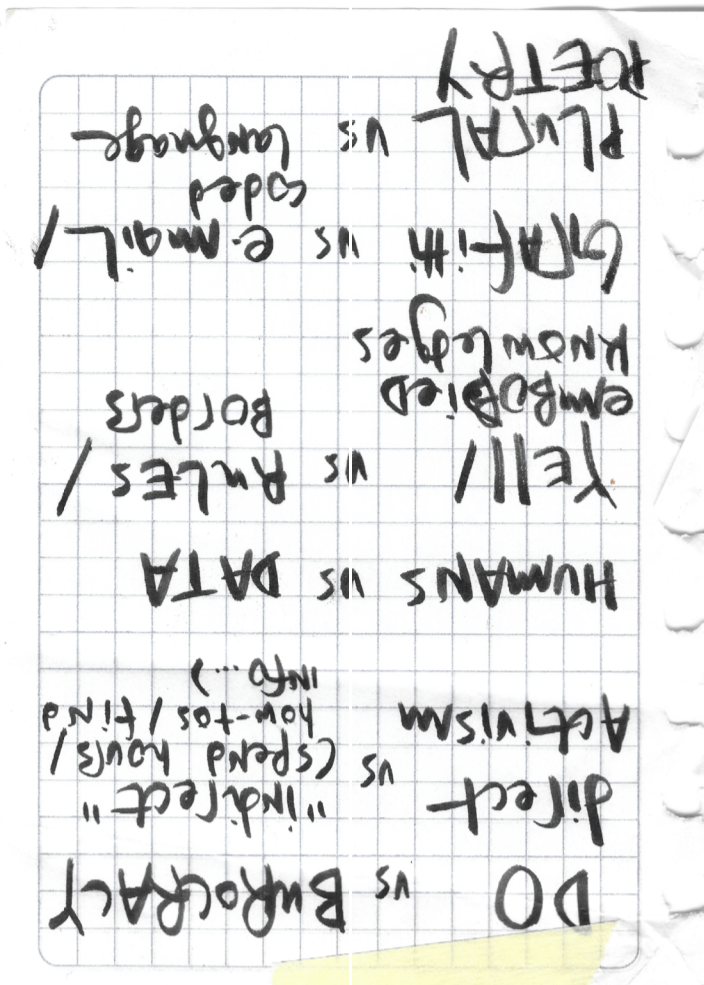 DO vs BUROCRACY
direct vs "indirect"
(spend hours/
Activism how-tos/find
info...)
HUMANS vs DATA
YELL/ vs RULES/
EMBODIED BORDERS
KNOWLEDGES
GrAfitti vs e-mail/
coded
PLurAL vs language
POETRY